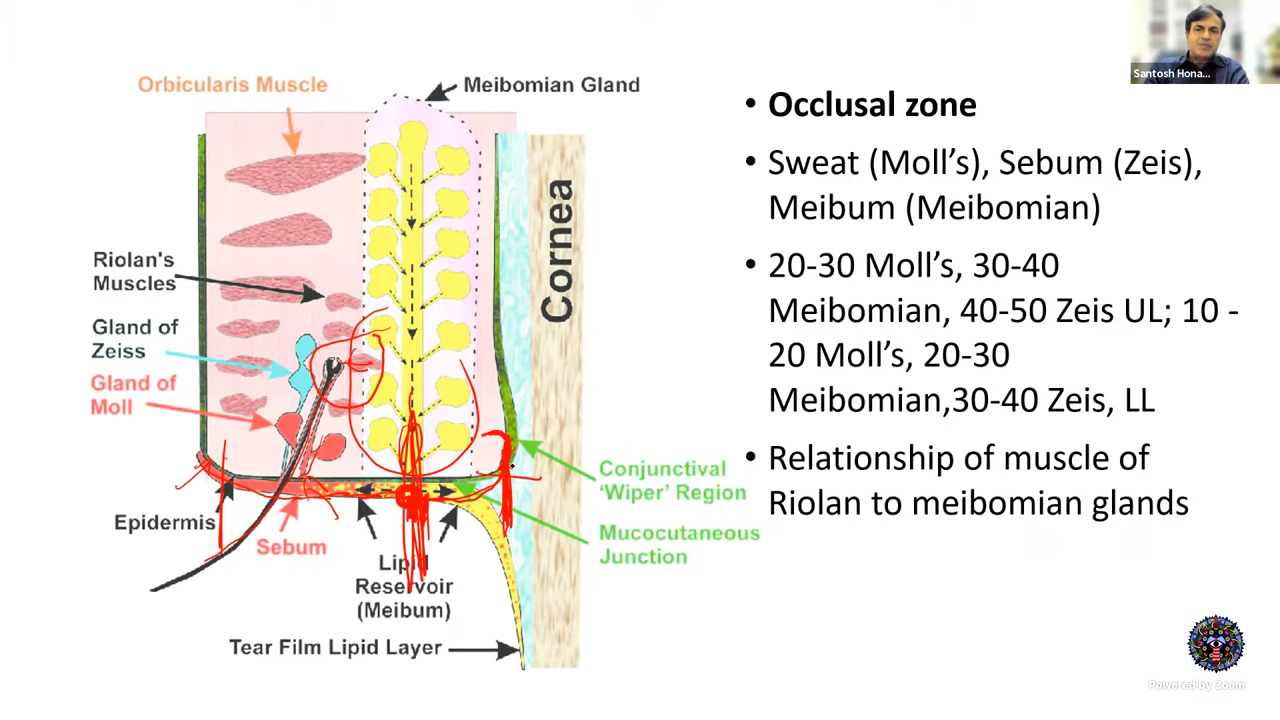 Santosh Hona...
Orbicularis Muscle
Meibomian Gland
Riolan's
Muscles
Gland of
Zeiss
Gland of
Moll
Cornea
Epidermis
Sebum
Lipid
Reservoir
(Meibum)
Tear Film Lipid Layer
Conjunctival
‘Wiper’ Region
Mucocutaneous
Junction
• Occlusal zone
• Sweat (Moll’s), Sebum (Zeis),
Meibum (Meibomian)
• 20-30 Moll’s, 30-40
Meibomian, 40-50 Zeis UL; 10 -
20 Moll’s, 20-30
Meibomian,30-40 Zeis, LL
• Relationship of muscle of
Riolan to meibomian glands
Powered by Zoom